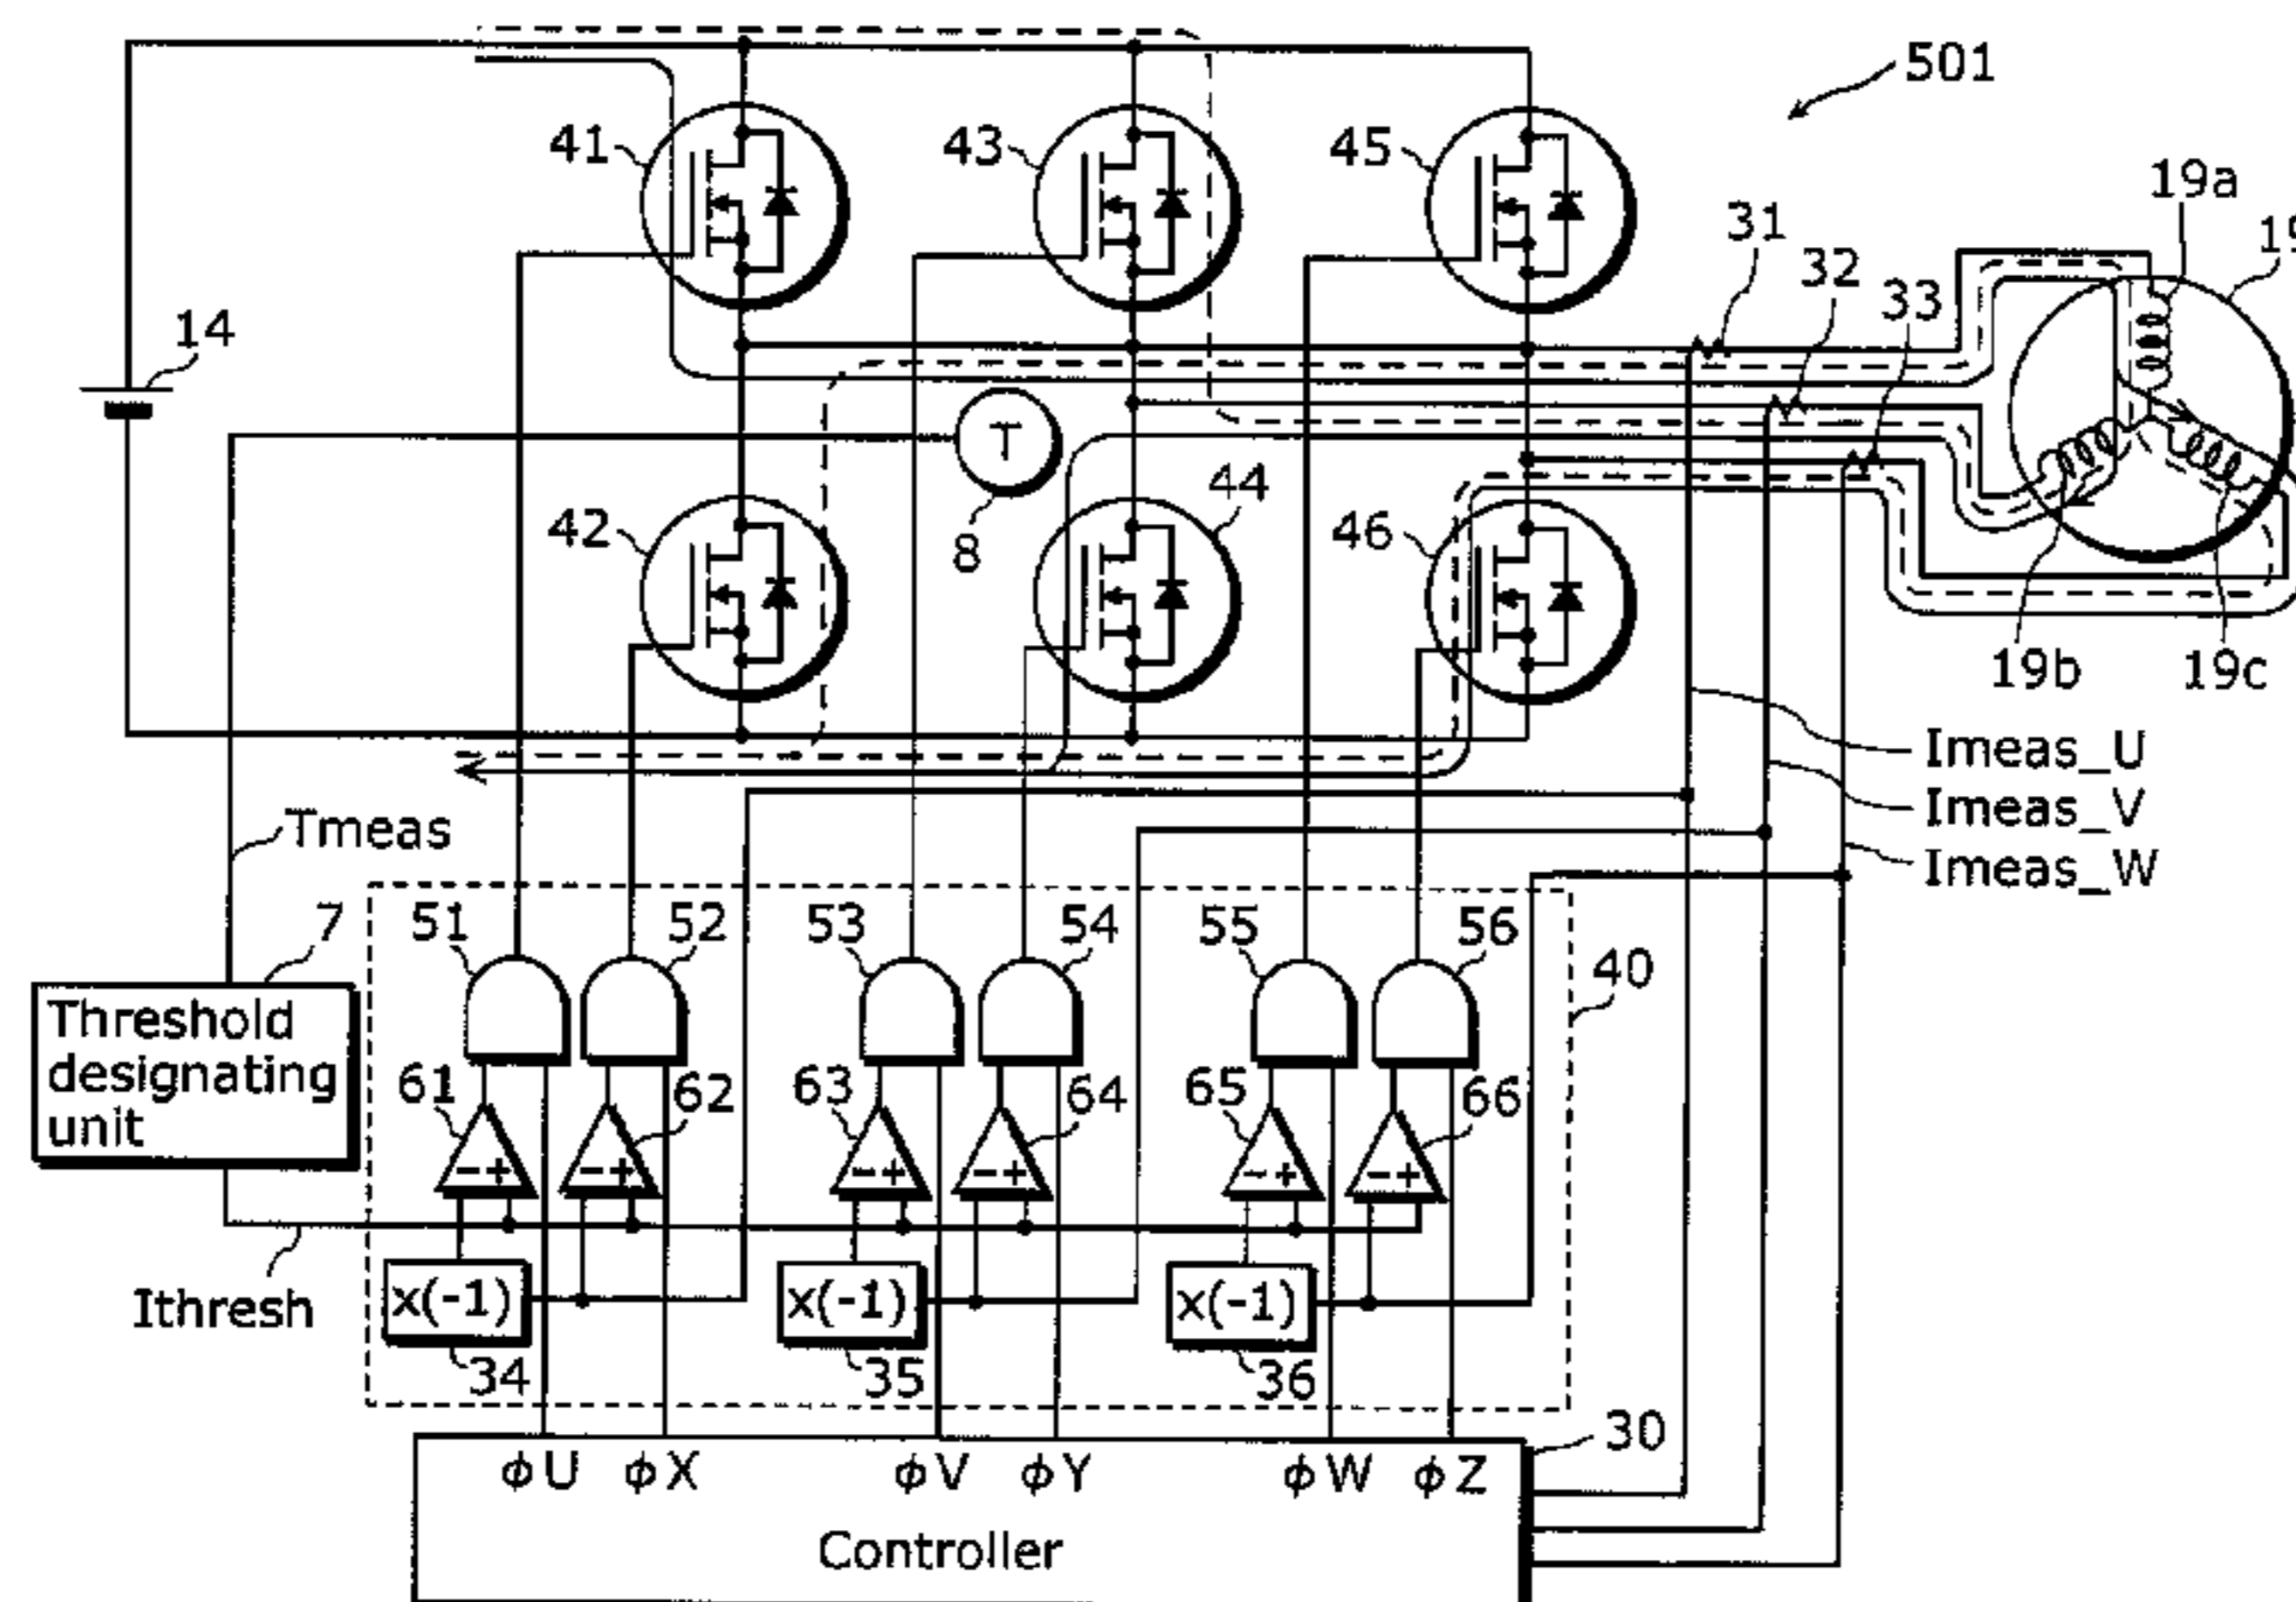 501
41
43
45
19a
31
19
32
33
14
T
44
42
8
46
19b
19c
Imeas_U
Imeas_V
Imeas_W
Tmeas
7
51
52
53
54
55
56
40
Threshold
designating
unit
61
62
63
64
65
66
- +
- +
- +
- +
- +
- +
Ithresh
x(-1)
x(-1)
x(-1)
34
35
36
30
ϕU
ϕX
ϕV
ϕY
ϕW
ϕZ
Controller